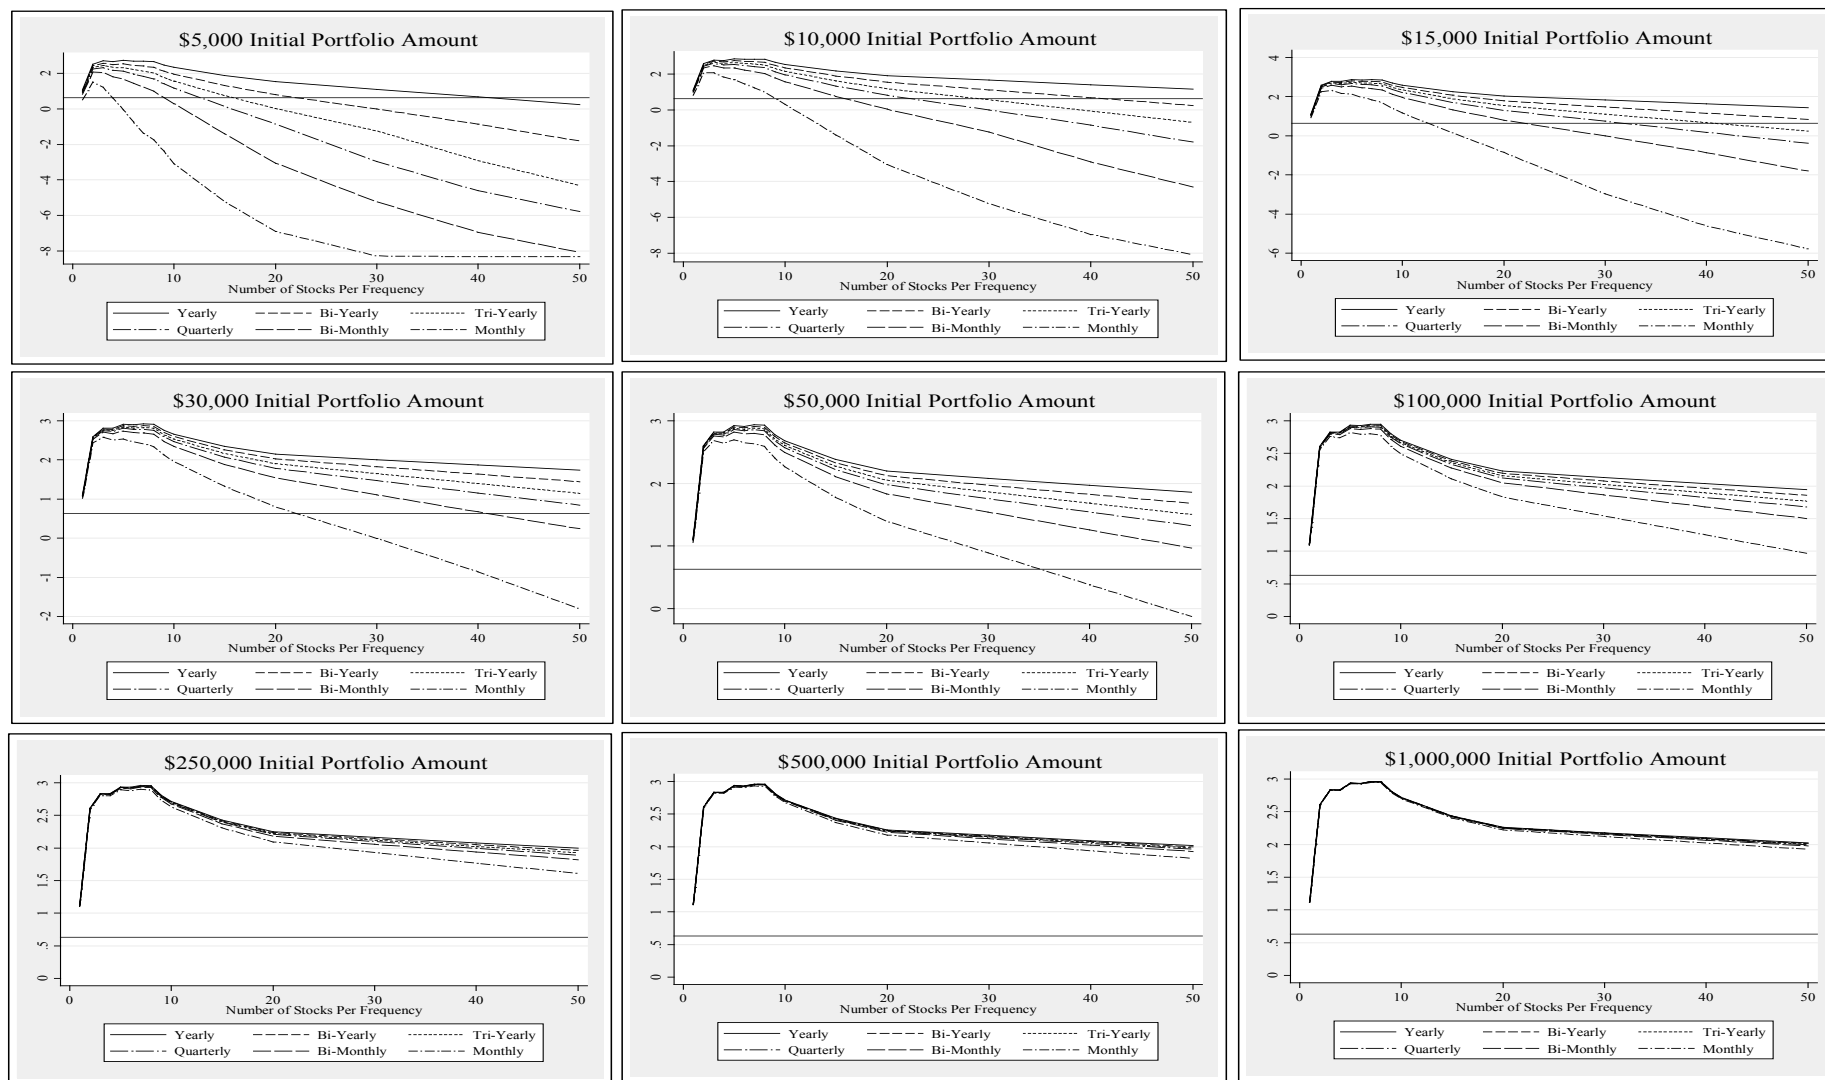 $5,000 Initial Portfolio Amount
2
0
-2
-4
-6
-8
0 10 20 30 40 50
Number of Stocks Per Frequency
Yearly Bi-Yearly Tri-Yearly
Quarterly Bi-Monthly Monthly
$10,000 Initial Portfolio Amount
2
0
-2
-4
-6
-8
0 10 20 30 40 50
Number of Stocks Per Frequency
Yearly Bi-Yearly Tri-Yearly
Quarterly Bi-Monthly Monthly
$15,000 Initial Portfolio Amount
4
2
0
-2
-4
-6
0 10 20 30 40 50
Number of Stocks Per Frequency
Yearly Bi-Yearly Tri-Yearly
Quarterly Bi-Monthly Monthly
$30,000 Initial Portfolio Amount
3
2
1
0
-1
-2
0 10 20 30 40 50
Number of Stocks Per Frequency
Yearly Bi-Yearly Tri-Yearly
Quarterly Bi-Monthly Monthly
$50,000 Initial Portfolio Amount
3
2
1
0
0 10 20 30 40 50
Number of Stocks Per Frequency
Yearly Bi-Yearly Tri-Yearly
Quarterly Bi-Monthly Monthly
$100,000 Initial Portfolio Amount
3
2.5
2
1.5
1
.5
0
0 10 20 30 40 50
Number of Stocks Per Frequency
Yearly Bi-Yearly Tri-Yearly
Quarterly Bi-Monthly Monthly
$250,000 Initial Portfolio Amount
3
2.5
2
1.5
1
.5
0
0 10 20 30 40 50
Number of Stocks Per Frequency
Yearly Bi-Yearly Tri-Yearly
Quarterly Bi-Monthly Monthly
$500,000 Initial Portfolio Amount
3
2.5
2
1.5
1
.5
0
0 10 20 30 40 50
Number of Stocks Per Frequency
Yearly Bi-Yearly Tri-Yearly
Quarterly Bi-Monthly Monthly
$1,000,000 Initial Portfolio Amount
3
2.5
2
1.5
1
.5
0
0 10 20 30 40 50
Number of Stocks Per Frequency
Yearly Bi-Yearly Tri-Yearly
Quarterly Bi-Monthly Monthly